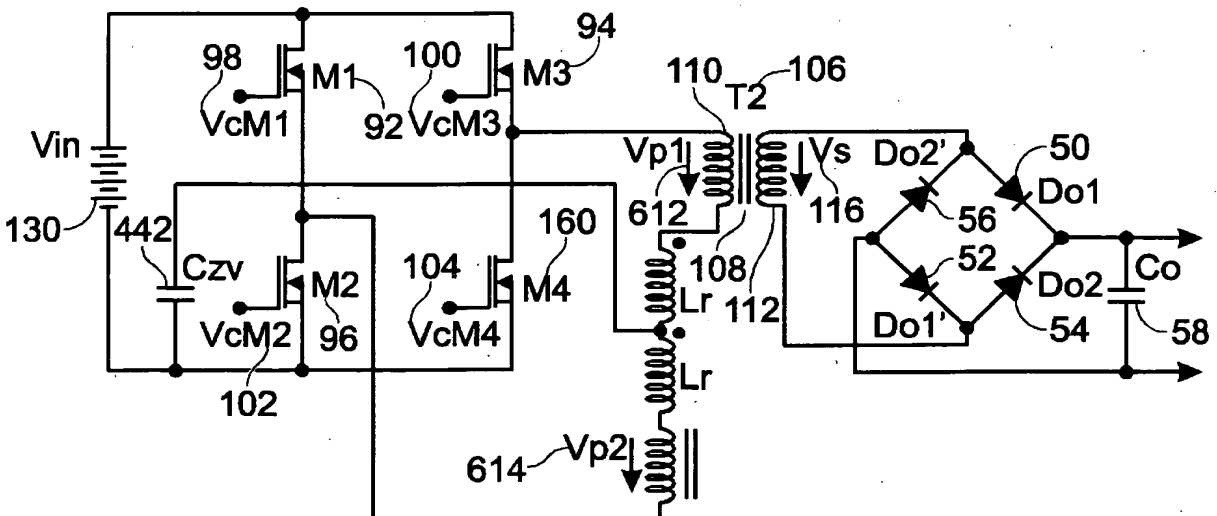 94
98
100
M1
M3
110
106
T2
VcM1
92
VcM3
Vin
Vp1
Vs
Do2'
50
Do1
612
116
56
130
442
160
Czv
104
108
52
Co
M2
M4
Lr
112
Do2
VcM2
96
VcM4
Do1'
54
58
102
Lr
614
Vp2